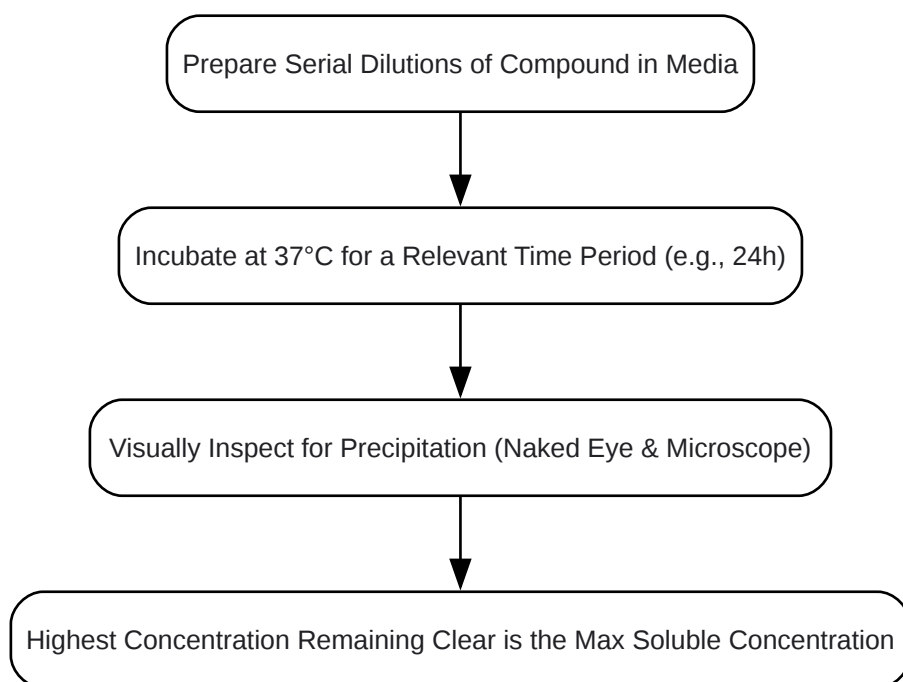 Prepare Serial Dilutions of Compound in Media
Incubate at 37°C for a Relevant Time Period (e.g., 24h)
Visually Inspect for Precipitation (Naked Eye & Microscope)
Highest Concentration Remaining Clear is the Max Soluble Concentration